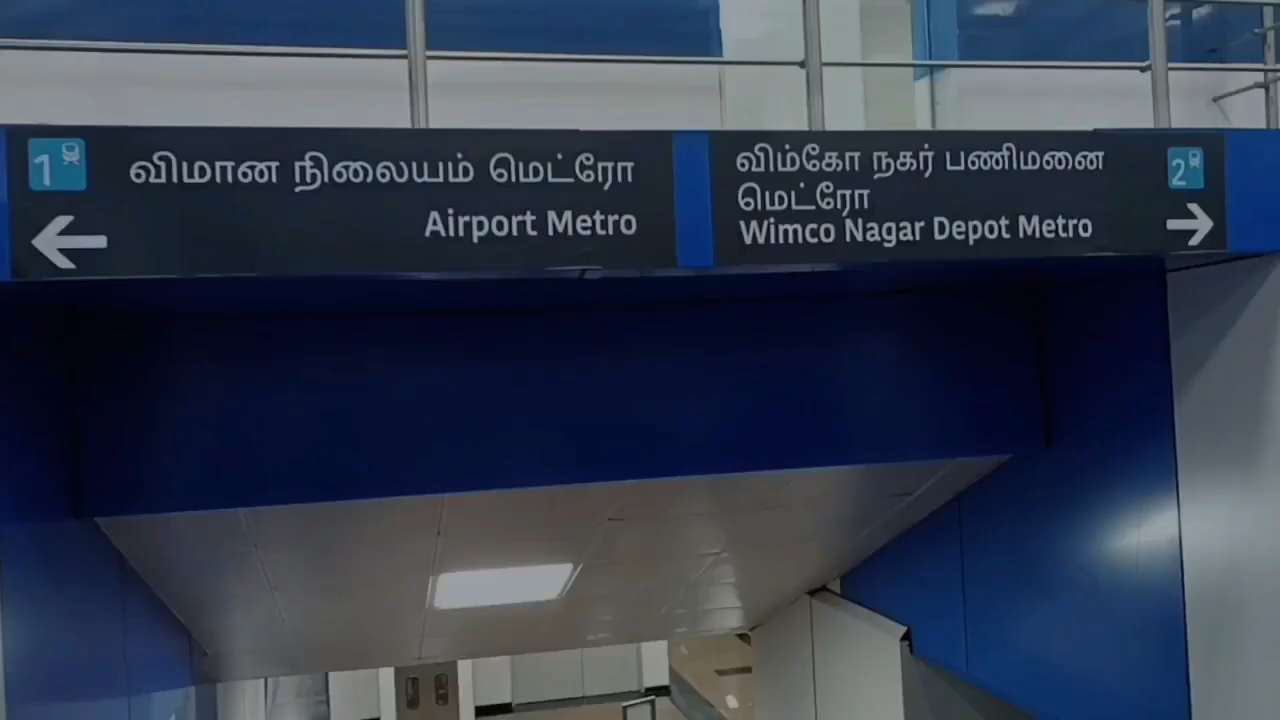 1
விமான நிலையம் மெட்ரோ
Airport Metro
விம்கோ நகர் பணிமனை
மெட்ரோ
Wimco Nagar Depot Metro
2